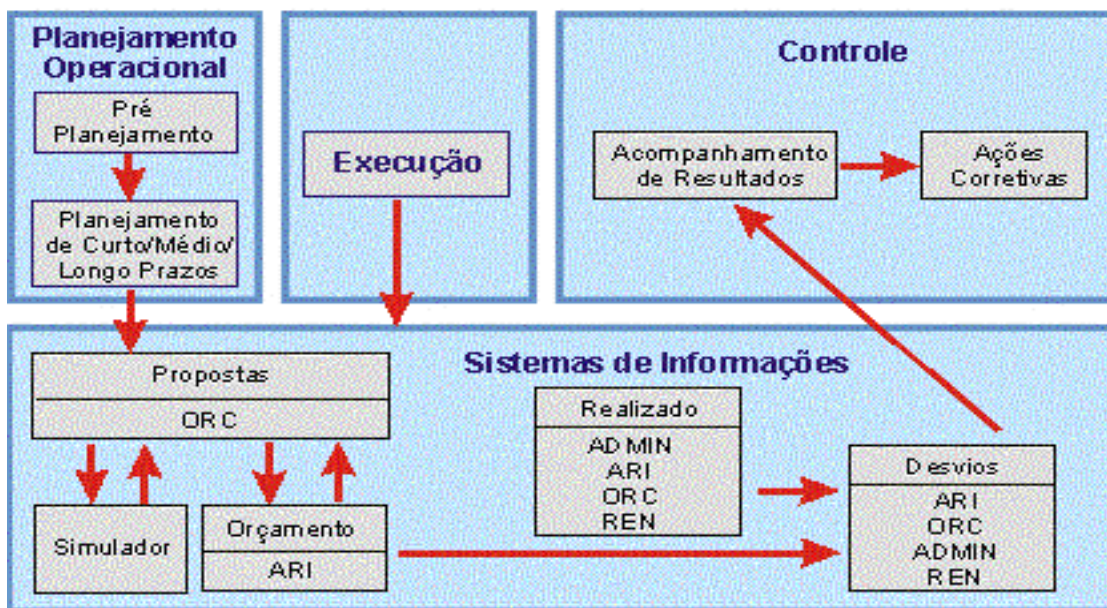 Planejamento
Operacional
Pré
Planejamento
Planejamento
de Curto/Médio/
Longo Prazos
Execução
Controle
Acompanhamento
de Resultados
Ações
Corretivas
Sistemas de Informações
Propostas
ORC
Simulador
Orçamento
ARI
Realizado
ADMIN
ARI
ORC
REN
Desvios
ARI
ORC
ADMIN
REN